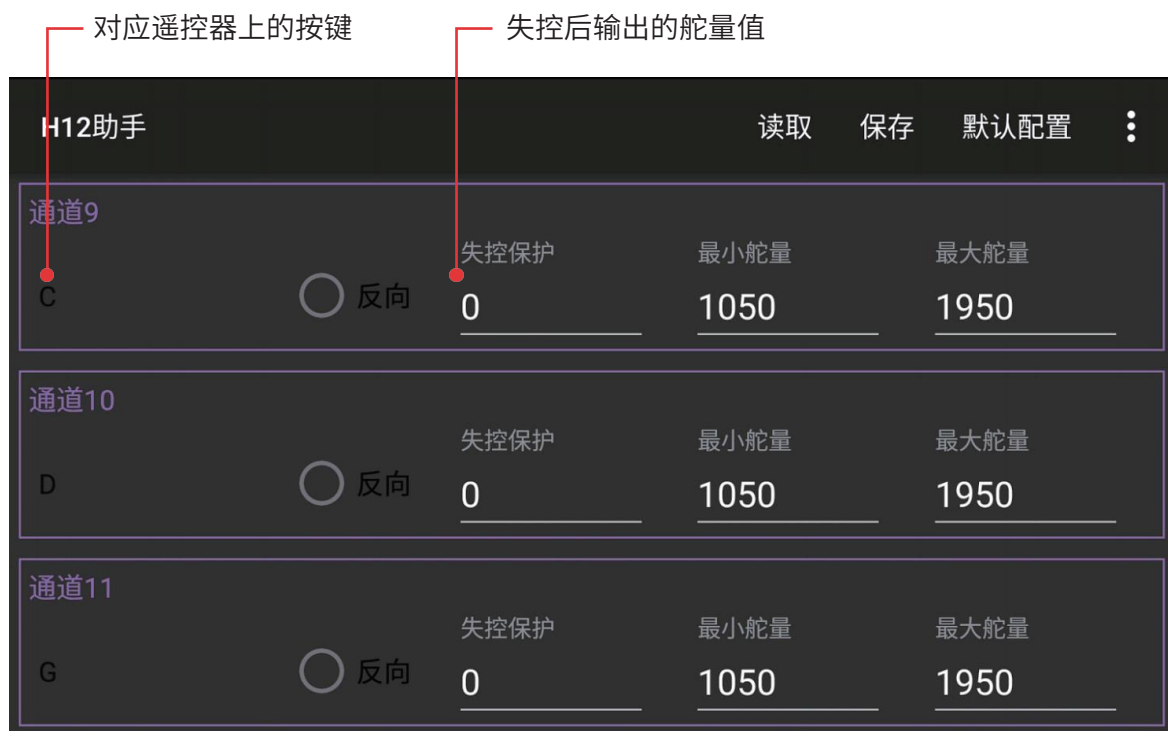 对应遥控器上的按键 失控后输出的舵量值
H12助手 读取 保存 默认配置
通道9
失控保护 最小舵量 最大舵量
C 反向 0 1050 1950
通道10
失控保护 最小舵量 最大舵量
D 反向 0 1050 1950
通道11
失控保护 最小舵量 最大舵量
G 反向 0 1050 1950